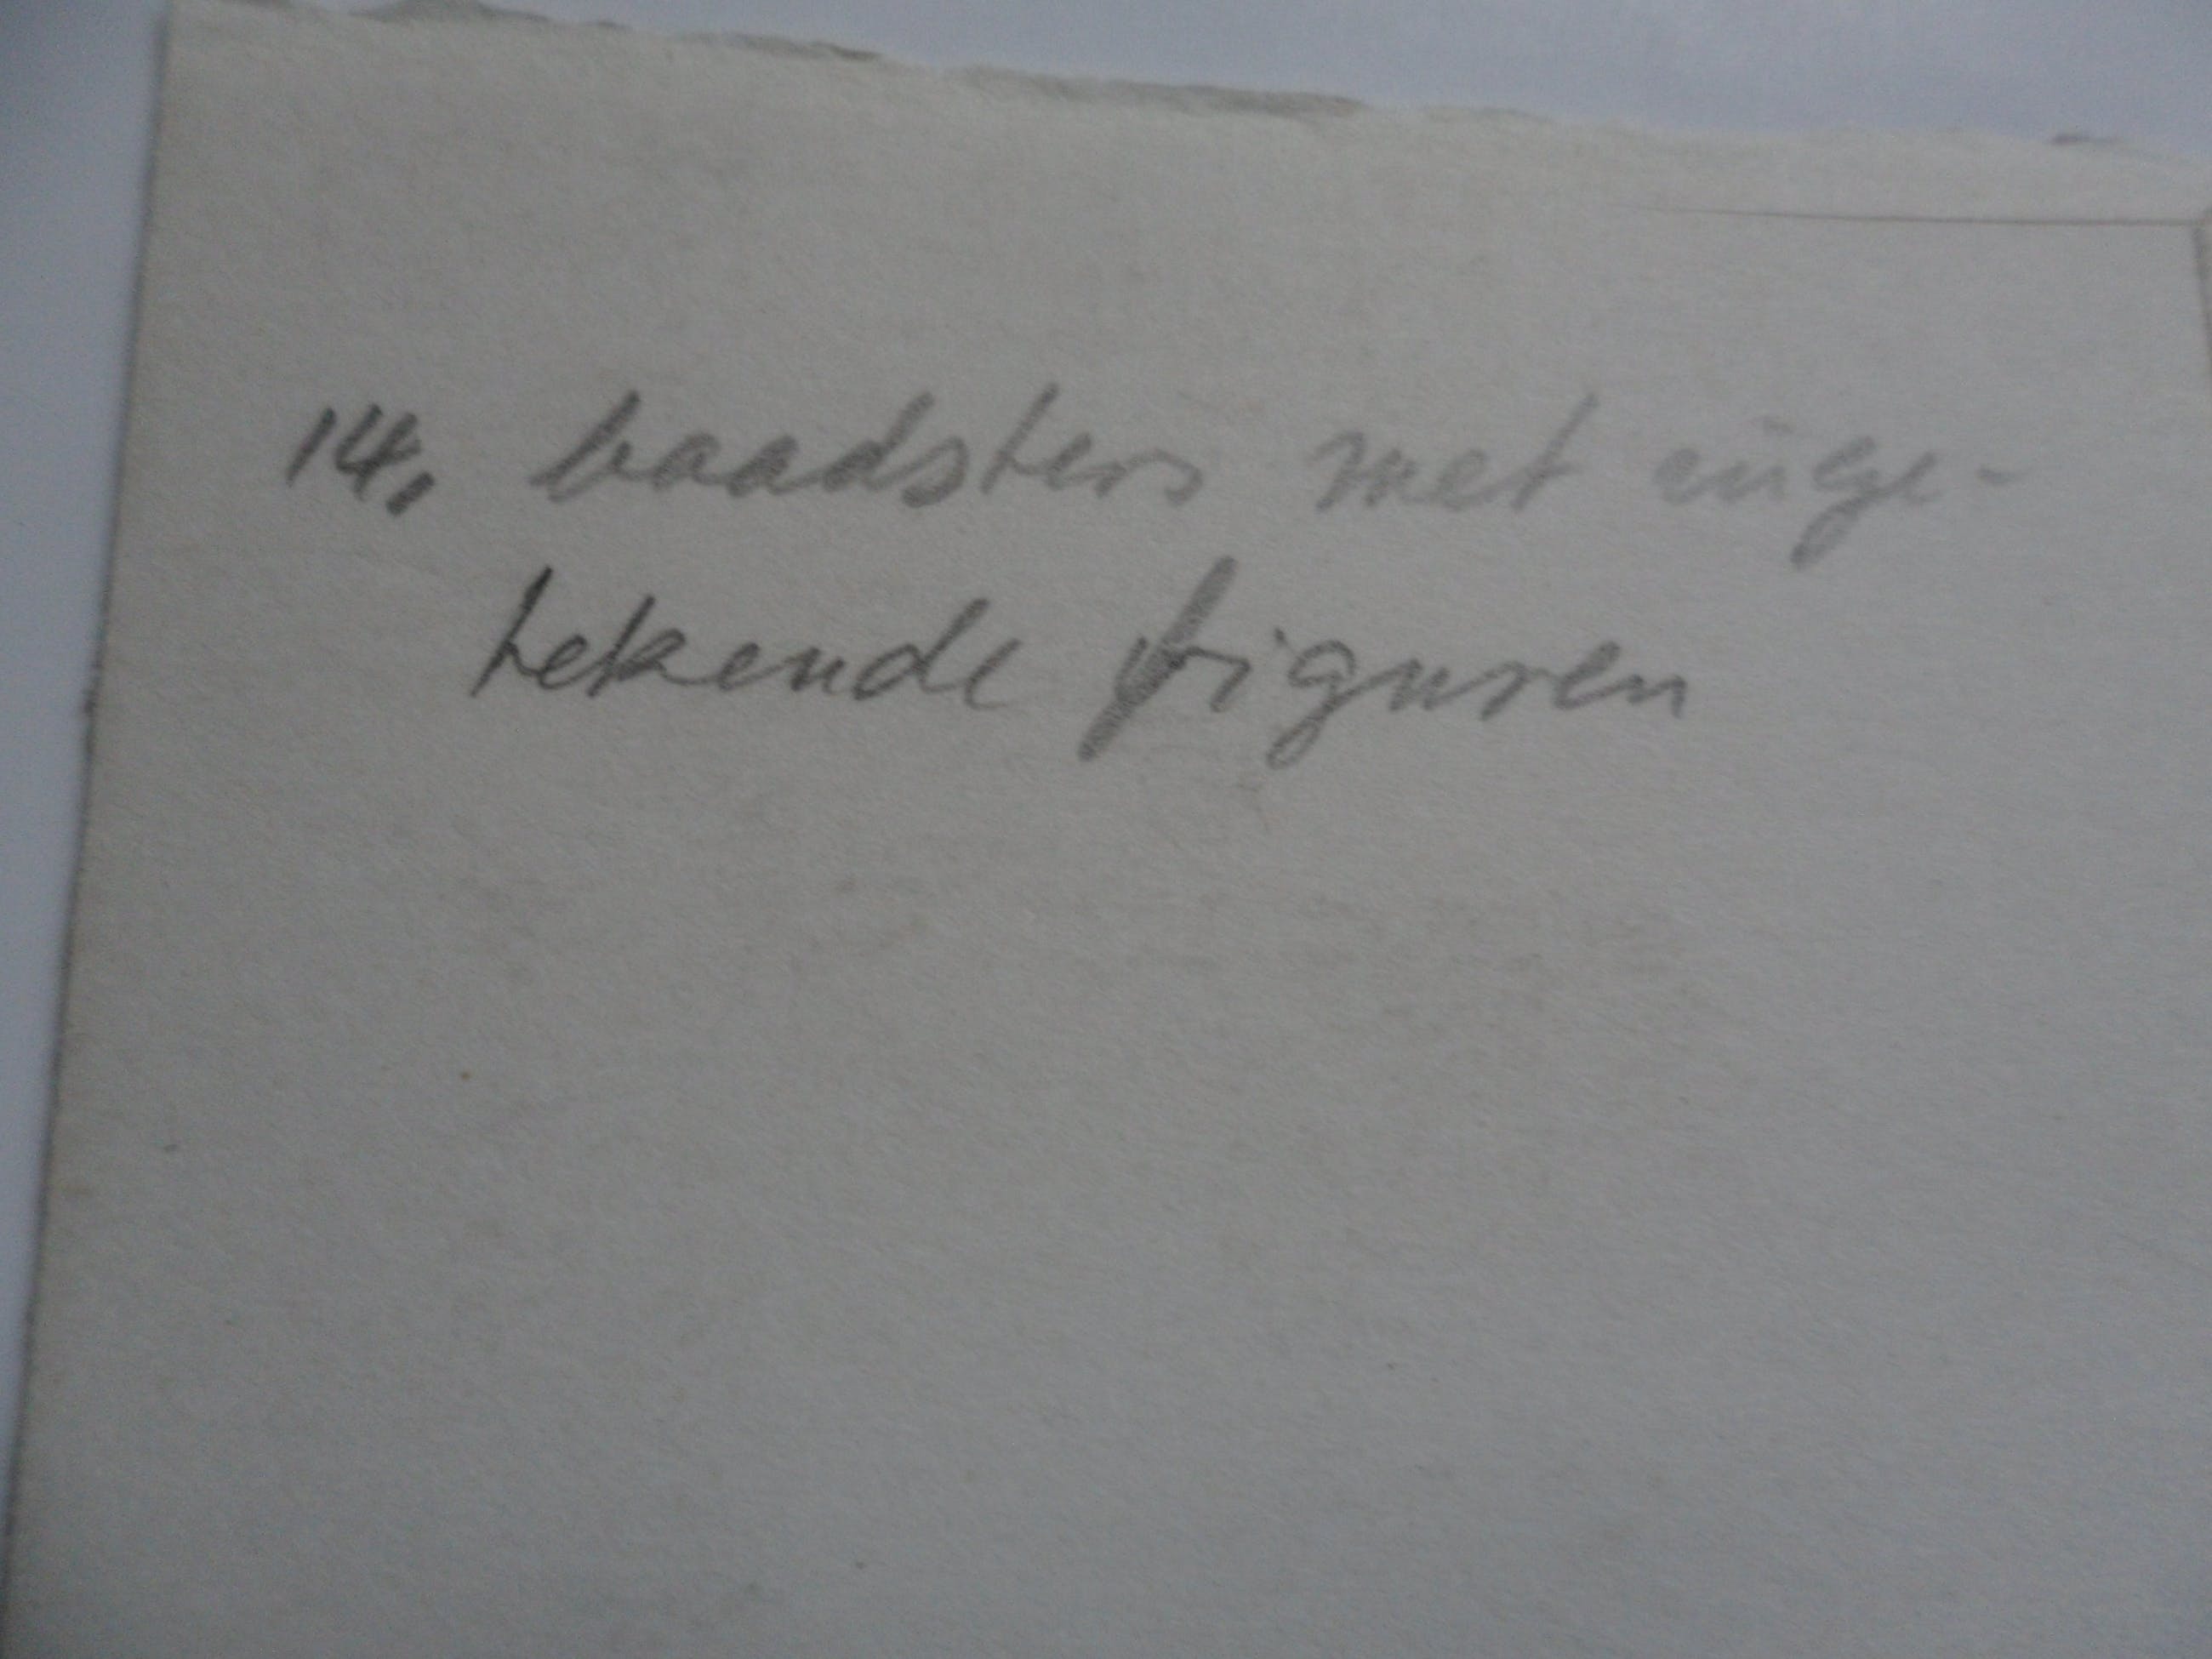 14. baadsters met inge-
tekende figuren